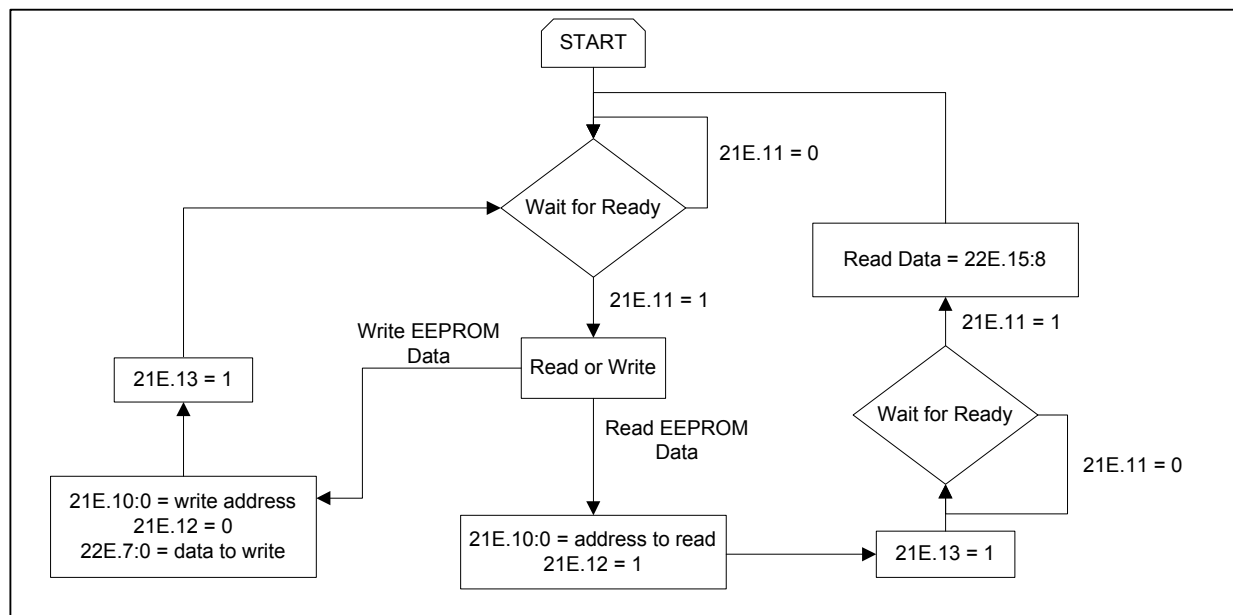 START
21E.11 = 0
Wait for Ready
21E.11 = 1
Read or Write
Write EEPROM
Data
21E.10:0 = write address
21E.12 = 0
22E.7:0 = data to write
21E.13 = 1
Read EEPROM
Data
21E.10:0 = address to read
21E.12 = 1
21E.13 = 1
Wait for Ready
21E.11 = 0
21E.11 = 1
Read Data = 22E.15:8